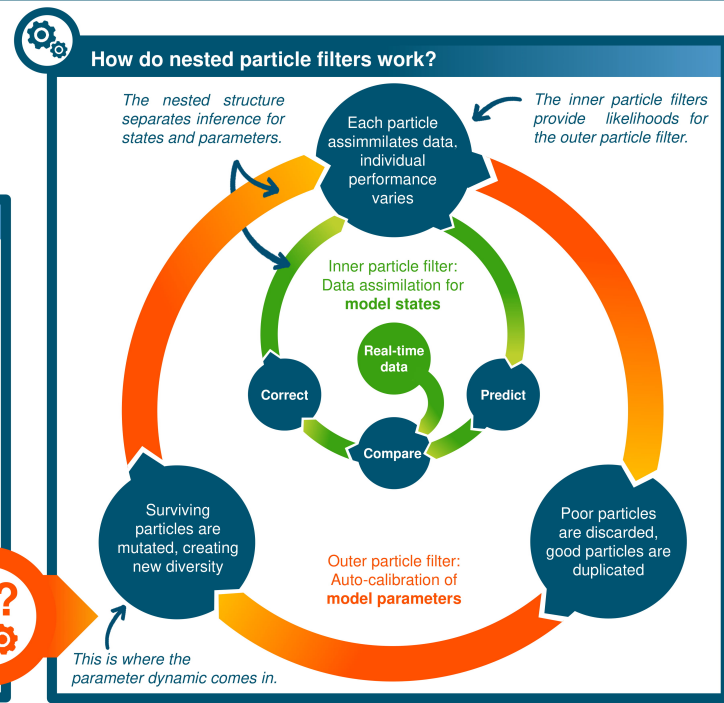 How do nested particle filters work?
The nested structure
separates inference for
states and parameters.
Each particle
assimmilates data,
individual
performance
varies
The inner particle filters
provide likelihoods for
the outer particle filter.
Inner particle filter:
Data assimilation for
model states
Real-time
data
Correct
Predict
Compare
Surviving
particles are
mutated, creating
new diversity
Poor particles
are discarded,
good particles are
duplicated
Outer particle filter:
Auto-calibration of
model parameters
?
This is where the
parameter dynamic comes in.